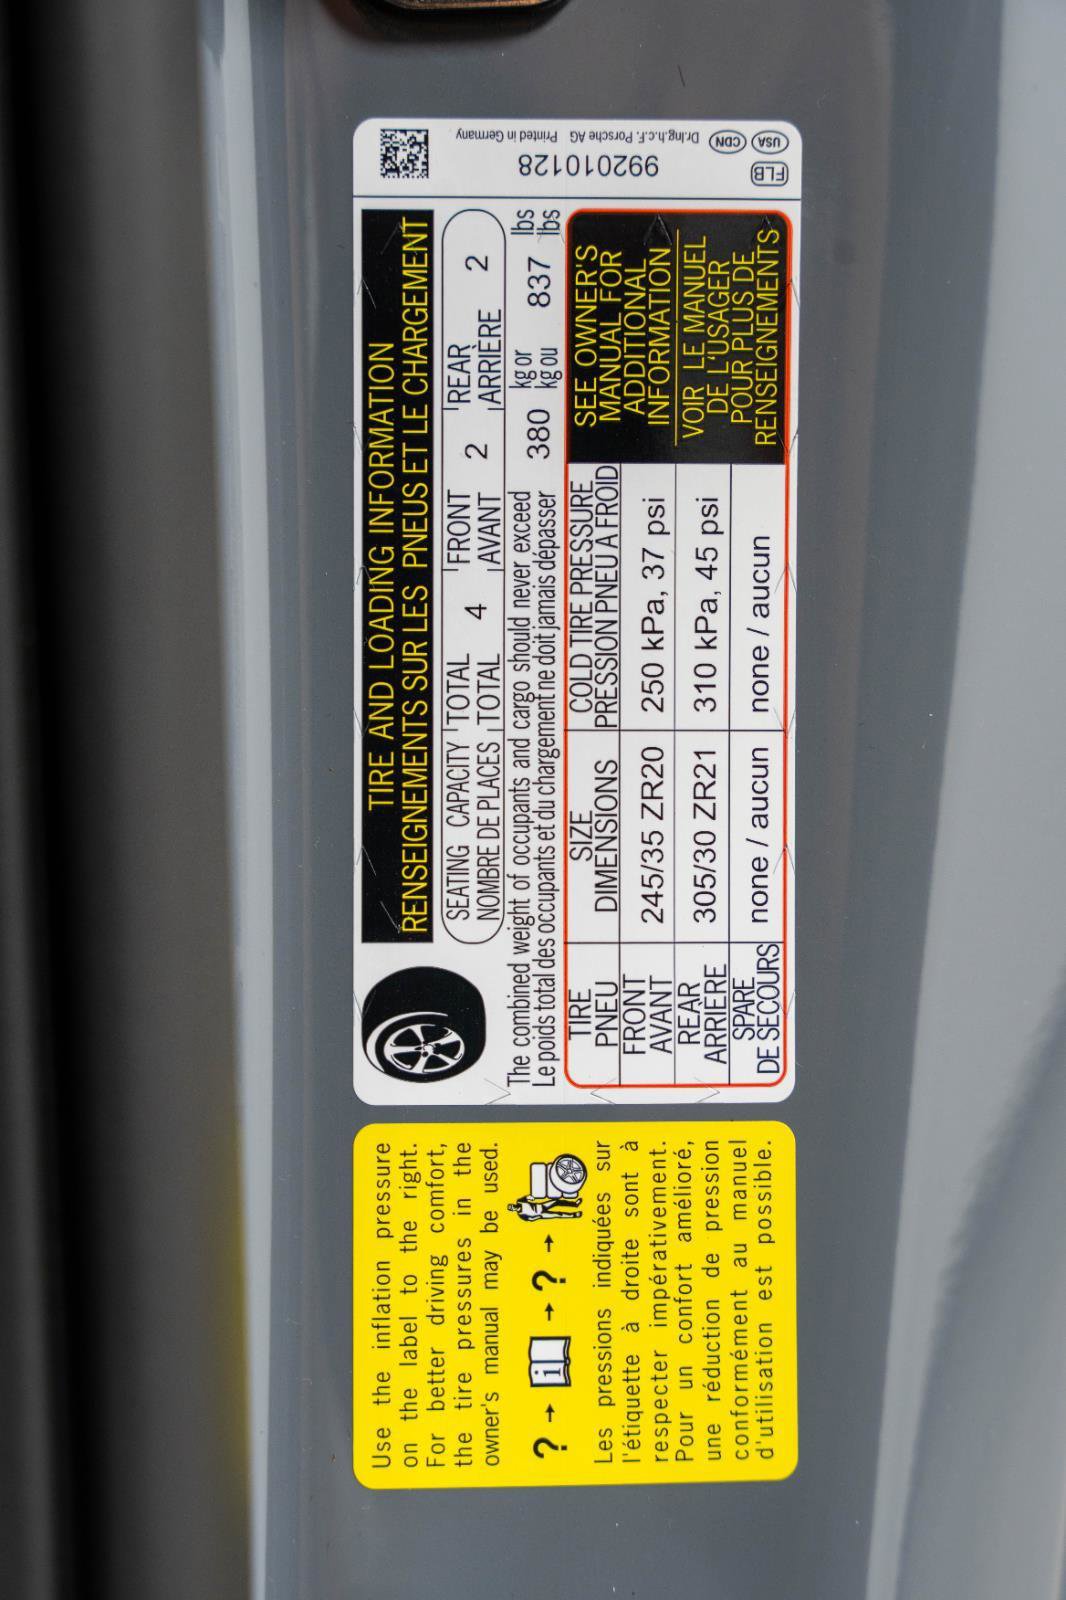 Use the inflation pressure
on the label to the right.
For better driving comfort,
the tire pressures in the
owner's manual may be used.
? → i → ? →
Les pressions indiquées sur
l'étiquette à droite sont à
respecter impérativement.
Pour un confort amélioré,
une réduction de pression
conformément au manuel
d'utilisation est possible.
TIRE AND LOADING INFORMATION
RENSEIGNEMENTS SUR LES PNEUS ET LE CHARGEMENT
SEATING CAPACITY TOTAL 4 FRONT 2 REAR 2
NOMBRE DE PLACES TOTAL AVANT ARRIÈRE
The combined weight of occupants and cargo should never exceed 380 kg or 837 lbs
Le poids total des occupants et du chargement ne doit jamais dépasser kg ou lbs
TIRE SIZE COLD TIRE PRESSURE
PNEU DIMENSIONS PRESSION PNEU A FROID
FRONT 245/35 ZR20 250 kPa, 37 psi
AVANT
REAR 305/30 ZR21 310 kPa, 45 psi
ARRIÈRE
SPARE none / aucun none / aucun
DE SECOURS
SEE OWNER'S
MANUAL FOR
ADDITIONAL
INFORMATION
VOIR LE MANUEL
DE L'USAGER
POUR PLUS DE
RENSEIGNEMENTS
FLB 992010128
USA CDN Dr.Ing.h.c.F. Porsche AG Printed in Germany